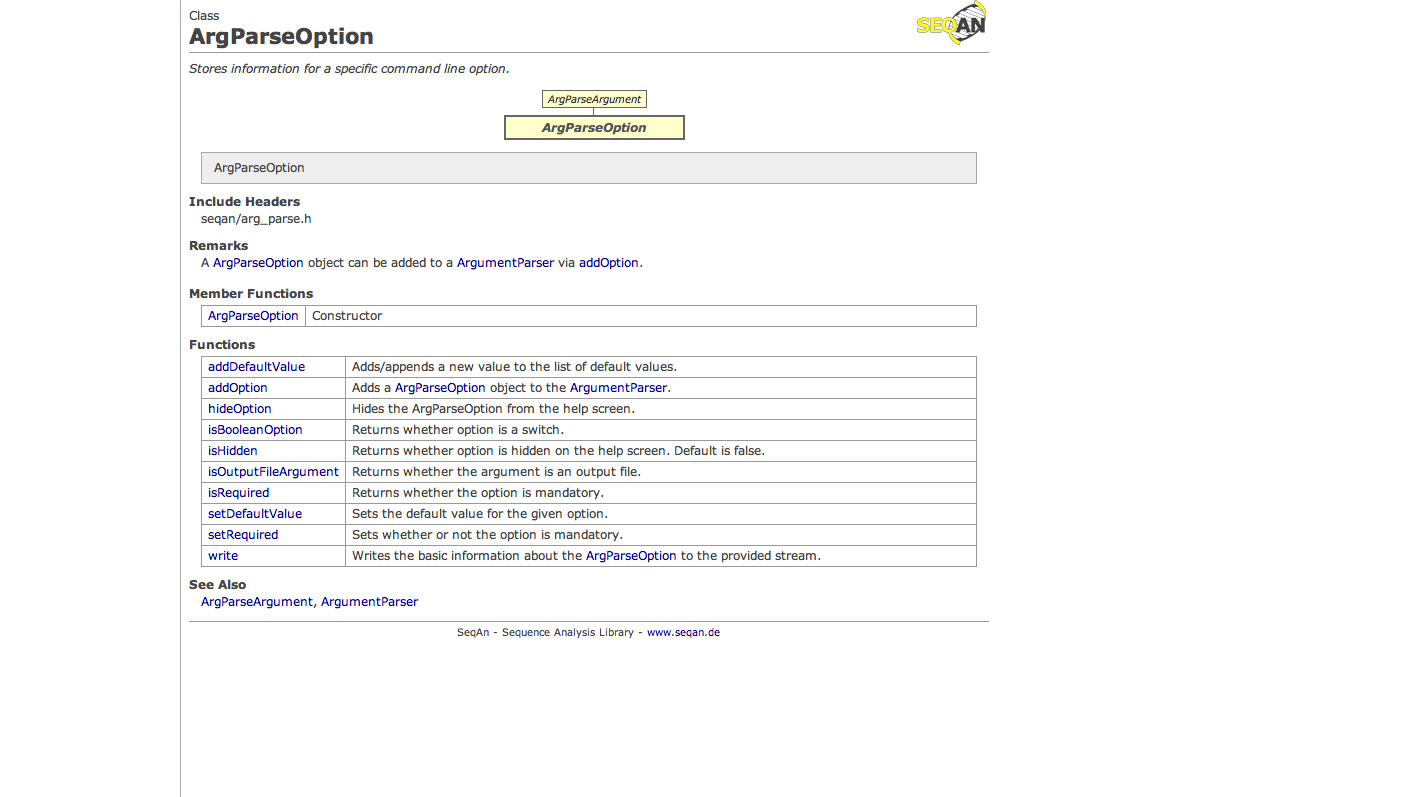 Class
ArgParseOption
SEQAN
Stores information for a specific command line option.
ArgParseArgument
ArgParseOption
ArgParseOption
Include Headers
seqan/arg_parse.h
Remarks
A ArgParseOption object can be added to a ArgumentParser via addOption.
Member Functions
ArgParseOption Constructor
Functions
addDefaultValue Adds/appends a new value to the list of default values.
addOption Adds a ArgParseOption object to the ArgumentParser.
hideOption Hides the ArgParseOption from the help screen.
isBooleanOption Returns whether option is a switch.
isHidden Returns whether option is hidden on the help screen. Default is false.
isOutputFileArgument Returns whether the argument is an output file.
isRequired Returns whether the option is mandatory.
setDefaultValue Sets the default value for the given option.
setRequired Sets whether or not the option is mandatory.
write Writes the basic information about the ArgParseOption to the provided stream.
See Also
ArgParseArgument, ArgumentParser
SeqAn - Sequence Analysis Library - www.seqan.de